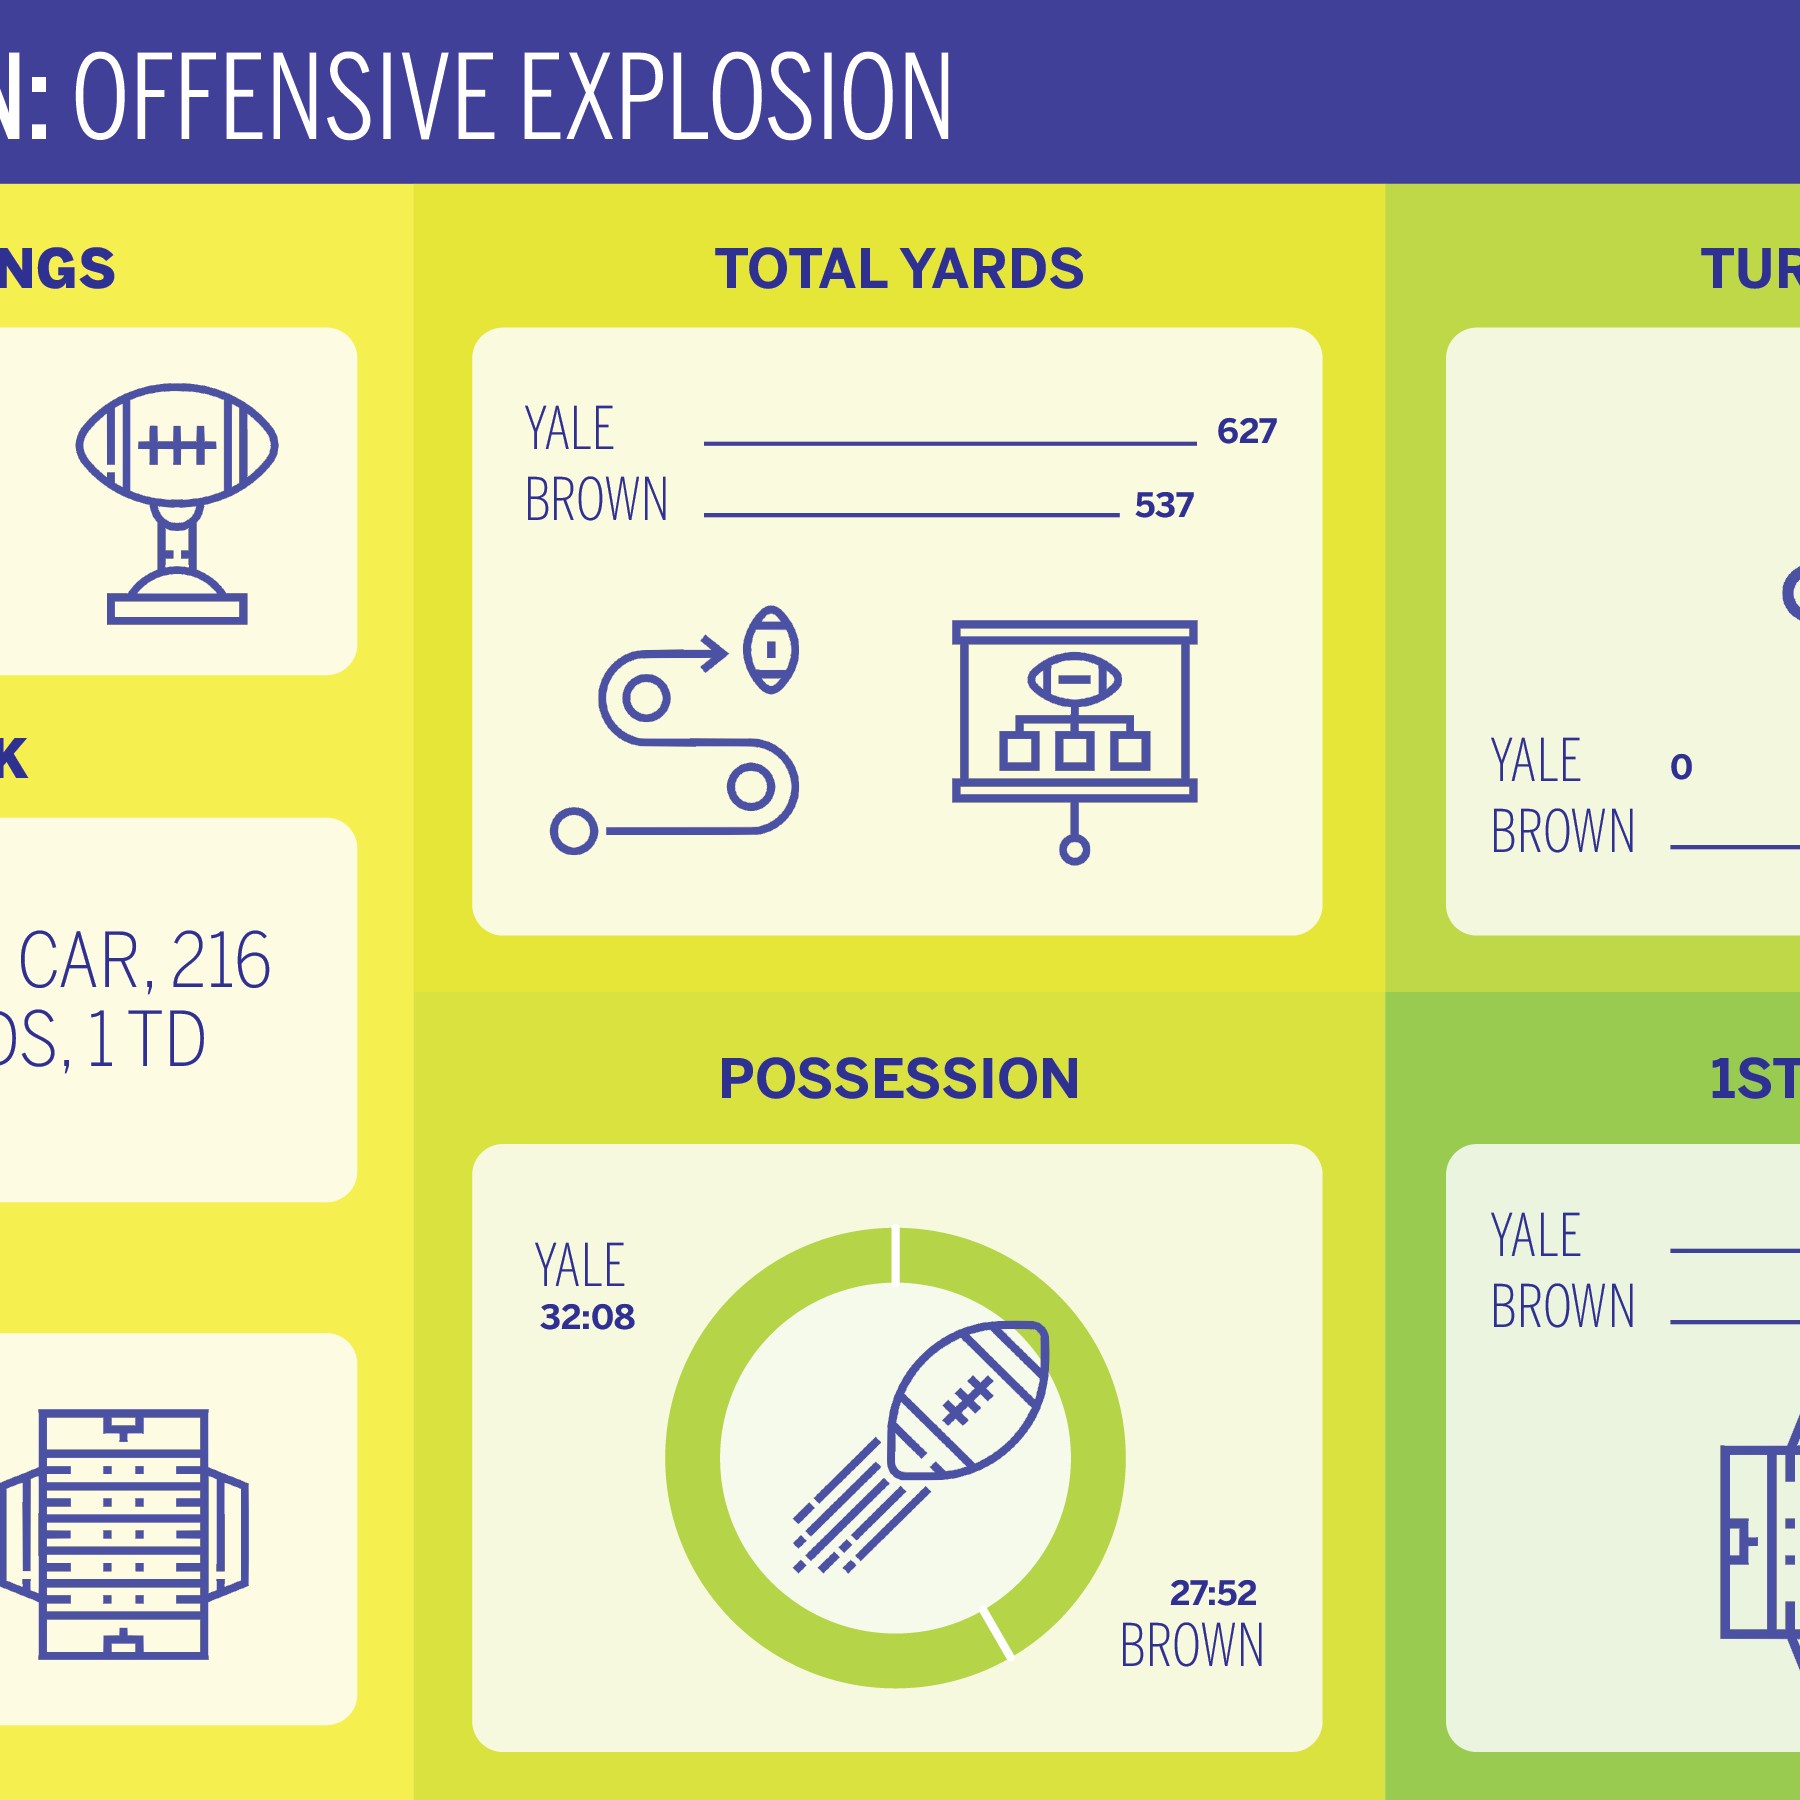 N: OFFENSIVE EXPLOSION
NGS
K
CAR, 216
DS, 1 TD
TOTAL YARDS
YALE 627
BROWN 537
POSSESSION
YALE
32:08
27:52
BROWN
TUR
YALE 0
BROWN
1ST
YALE
BROWN